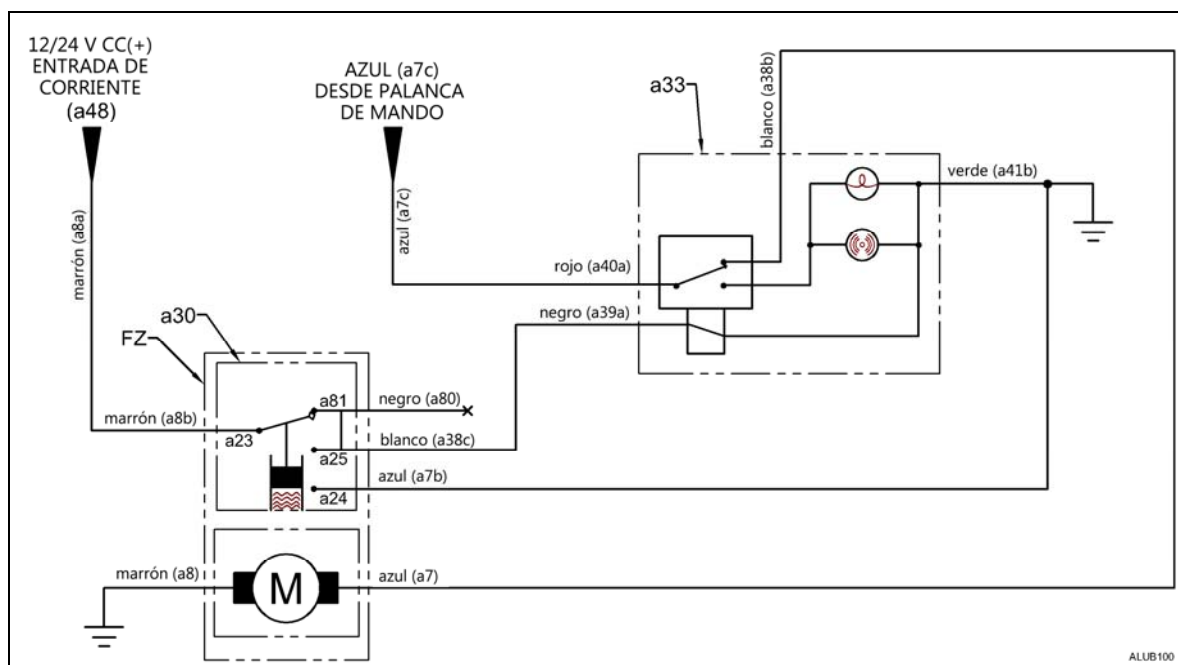 12/24 V CC(+)
ENTRADA DE
CORRIENTE
(a48)
AZUL (a7c)
DESDE PALANCA
DE MANDO
a33
blanco (a38b)
verde (a41b)
marrón (a8a)
azul (a7c)
rojo (a40a)
negro (a39a)
a30
FZ
a81
negro (a80)
marrón (a8b)
a23
blanco (a38c)
a25
azul (a7b)
a24
marrón (a8)
M
azul (a7)
ALUB100